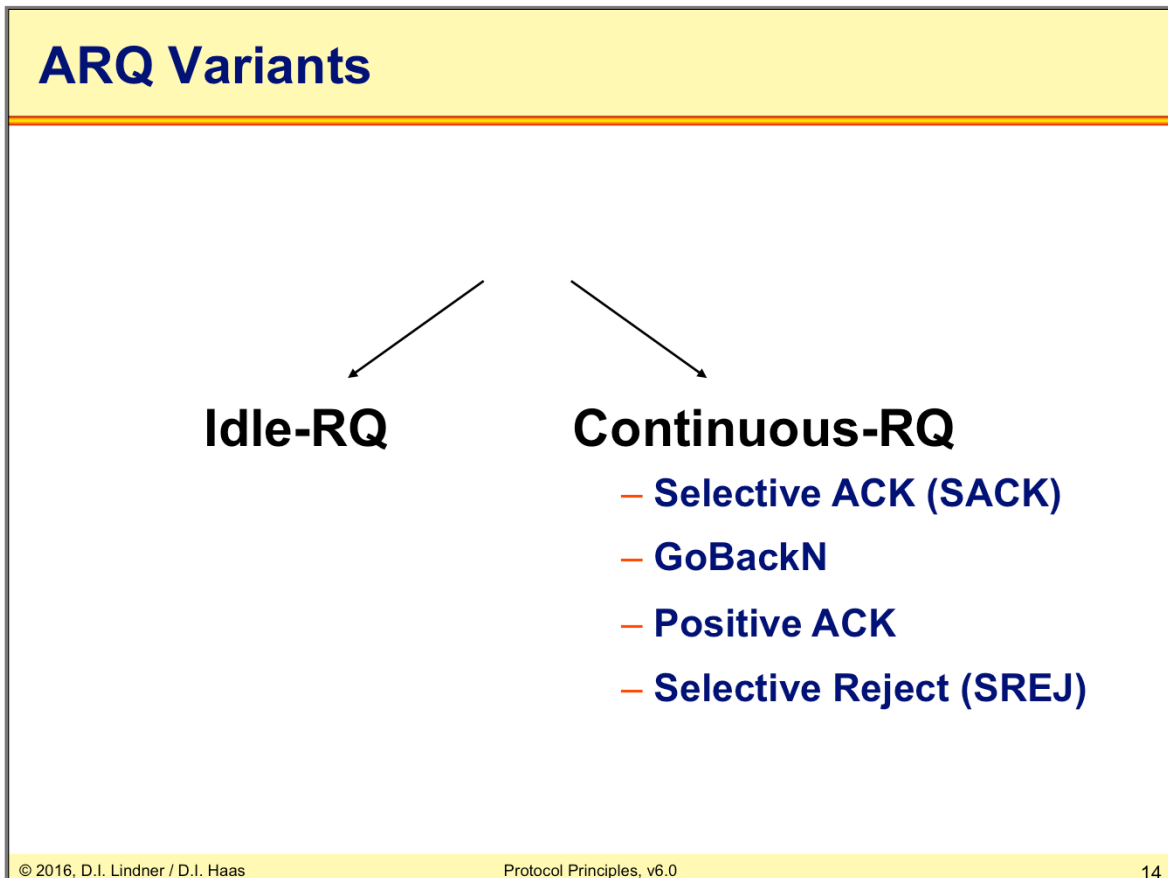 ARQ Variants
Idle-RQ
Continuous-RQ
– Selective ACK (SACK)
– GoBackN
– Positive ACK
– Selective Reject (SREJ)
© 2016, D.I. Lindner / D.I. Haas
Protocol Principles, v6.0
14